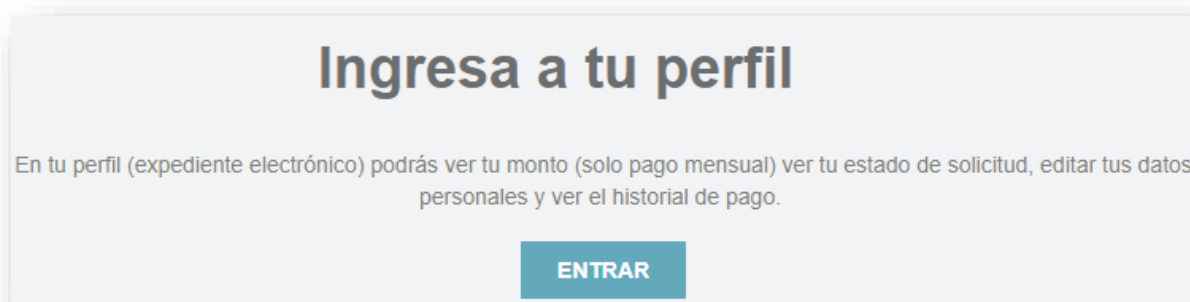 Ingresa a tu perfil
En tu perfil (expediente electrónico) podrás ver tu monto (solo pago mensual) ver tu estado de solicitud, editar tus datos
personales y ver el historial de pago.
ENTRAR